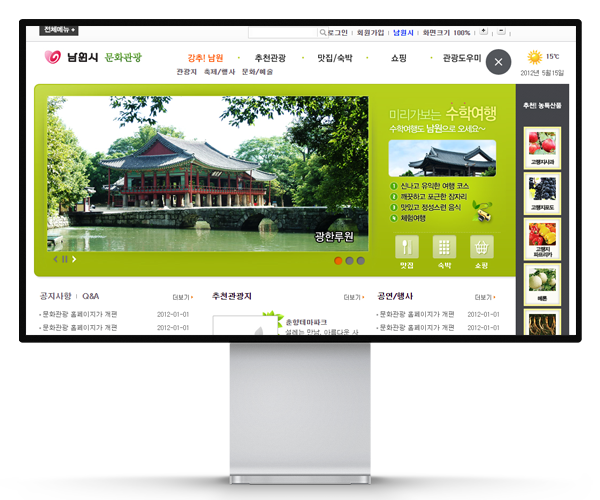 전체메뉴 +
로그인 | 회원가입 | 남원시 | 화면크기 100% | + | -
남원시 문화관광
강추! 남원 · 추천관광 · 맛집/숙박 · 쇼핑 · 관광도우미
관광지 축제/행사 문화/예술
15℃
2012년 5월15일
추천! 농특산품
미리가보는 수학여행
수학여행도 남원으로 오세요~
1 신나고 유익한 여행 코스
2 깨끗하고 포근한 잠자리
3 맛있고 정성스런 음식
4 체험여행
광한루원
맛집 숙박 쇼핑
고랭지사과
고랭지포도
고랭지
파프리카
메론
공지사항 | Q&A 더보기
문화관광 홈페이지가 개편 2012-01-01
문화관광 홈페이지가 개편 2012-01-01
추천관광지 더보기
춘향테마파크
설레는 만남, 아름다운 사
공연/행사 더보기
문화관광 홈페이지가 개편 2012-01-01
문화관광 홈페이지가 개편 2012-01-01